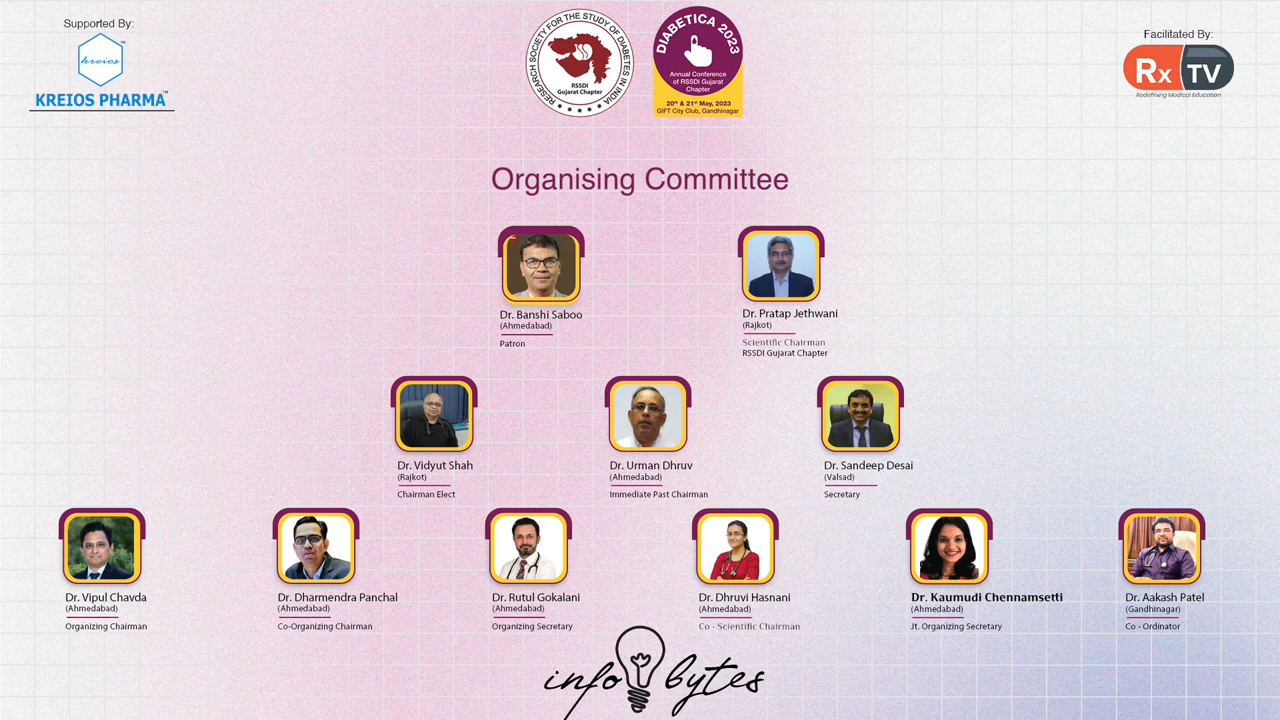 Supported By:
kreios
KREIOS PHARMA™
RESEARCH SOCIETY FOR THE STUDY OF DIABETES IN INDIA
RSSDI
Gujarat Chapter
DIABETICA 2023
Annual Conference
of RSSDI Gujarat
Chapter
20th & 21st May, 2023
GIFT City Club, Gandhinagar
Facilitated By:
Rx TV
Redefining Medical Education
Organising Committee
Dr. Banshi Saboo
(Ahmedabad)
Patron
Dr. Pratap Jethwani
(Rajkot)
Scientific Chairman
RSSDI Gujarat Chapter
Dr. Vidyut Shah
(Rajkot)
Chairman Elect
Dr. Urman Dhruv
(Ahmedabad)
Immediate Past Chairman
Dr. Sandeep Desai
(Valsad)
Secretary
Dr. Vipul Chavda
(Ahmedabad)
Organizing Chairman
Dr. Dharmendra Panchal
(Ahmedabad)
Co-Organizing Chairman
Dr. Rutul Gokalani
(Ahmedabad)
Organizing Secretary
Dr. Dhruvi Hasnani
(Ahmedabad)
Co - Scientific Chairman
Dr. Kaumudi Chennamsetti
(Ahmedabad)
Jt. Organizing Secretary
Dr. Aakash Patel
(Gandhinagar)
Co - Ordinator
info bytes